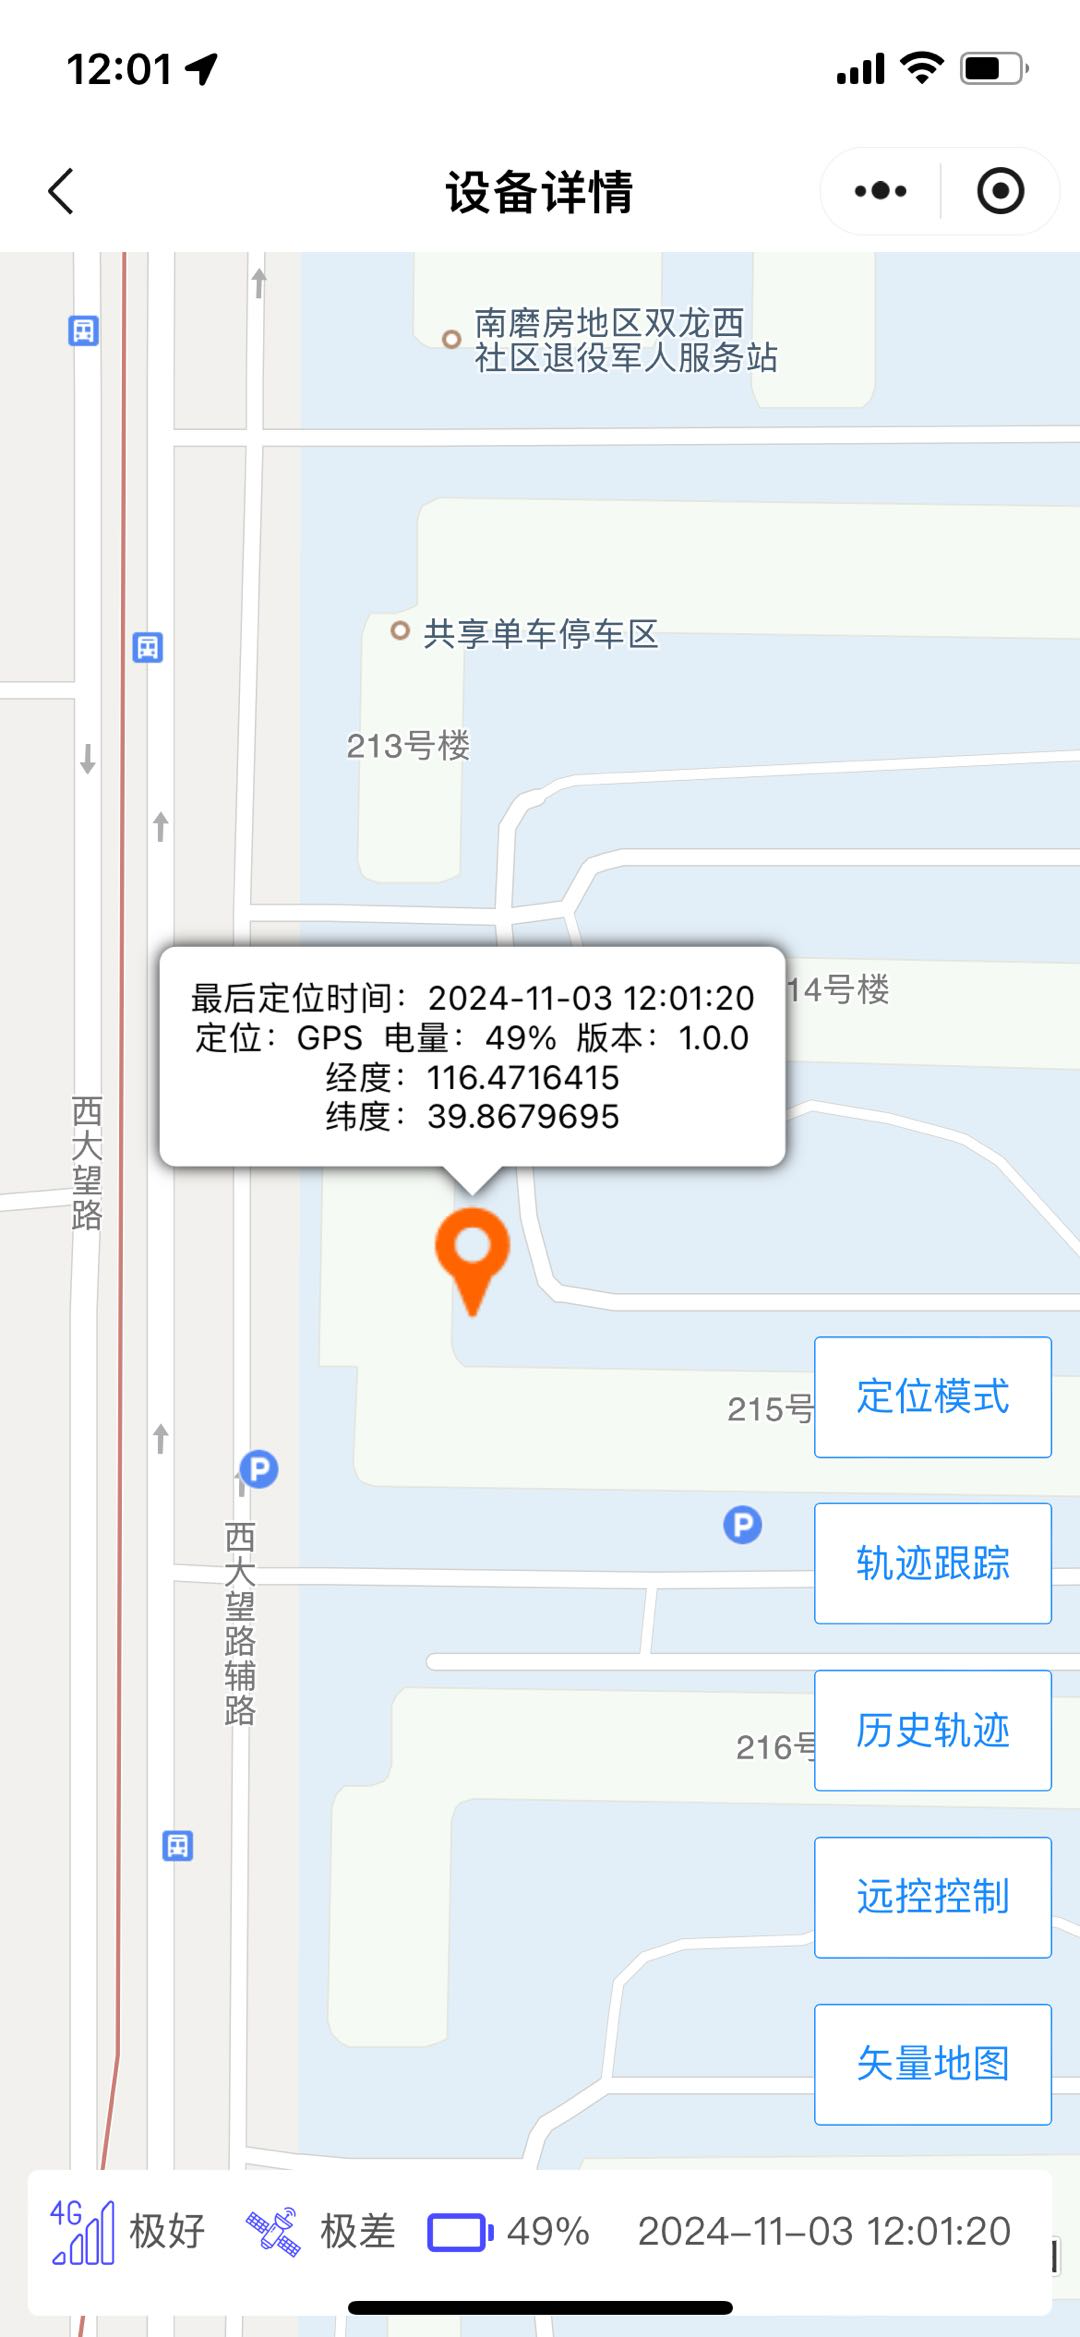 12:01
设备详情
南磨房地区双龙西
社区退役军人服务站
共享单车停车区
213号楼
最后定位时间：2024-11-03 12:01:20
定位：GPS 电量：49% 版本：1.0.0
经度：116.4716415
纬度：39.8679695
14号楼
西大望路
215号
定位模式
P
P
西大望路辅路
轨迹跟踪
216号
历史轨迹
远控控制
矢量地图
4G 极好 极差 49% 2024-11-03 12:01:20